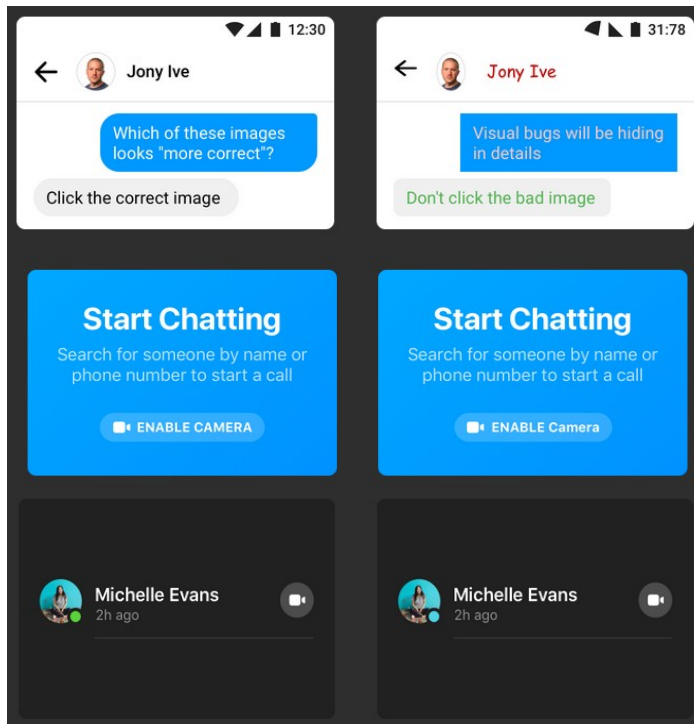 12:30
Jony Ive
Which of these images
looks "more correct"?
Click the correct image
31:78
Jony Ive
Visual bugs will be hiding
in details
Don't click the bad image
Start Chatting
Search for someone by name or
phone number to start a call
ENABLE CAMERA
Start Chatting
Search for someone by name or
phone number to start a call
ENABLE Camera
Michelle Evans
2h ago
Michelle Evans
2h ago